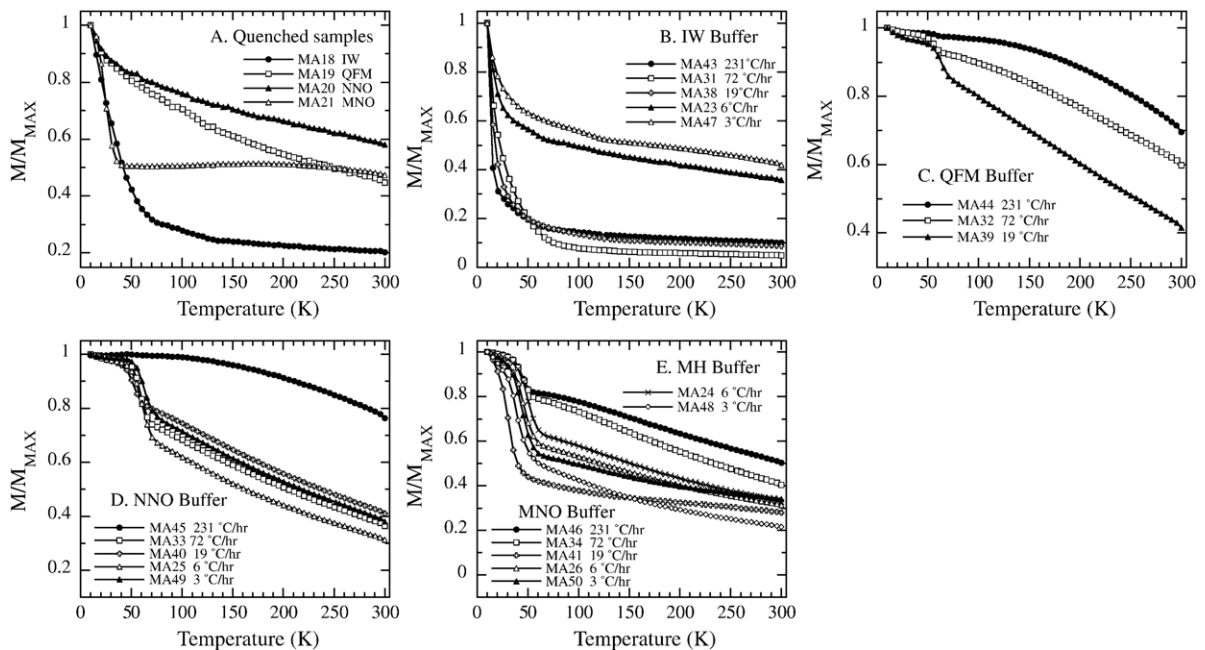 A. Quenched samples
MA18 IW
MA19 QFM
MA20 NNO
MA21 MNO
1
0.8
0.6
0.4
0.2
M/MMAX
0 50 100 150 200 250 300
Temperature (K)
B. IW Buffer
MA43 231°C/hr
MA31 72 °C/hr
MA38 19°C/hr
MA23 6°C/hr
MA47 3°C/hr
1
0.8
0.6
0.4
0.2
0
M/MMAX
0 50 100 150 200 250 300
Temperature (K)
C. QFM Buffer
MA44 231 °C/hr
MA32 72 °C/hr
MA39 19 °C/hr
1
0.8
0.6
0.4
M/MMAX
0 50 100 150 200 250 300
Temperature (K)
D. NNO Buffer
MA45 231 °C/hr
MA33 72 °C/hr
MA40 19 °C/hr
MA25 6 °C/hr
MA49 3 °C/hr
1
0.8
0.6
0.4
0.2
M/MMAX
0 50 100 150 200 250 300
Temperature (K)
E. MH Buffer
MA24 6 °C/hr
MA48 3 °C/hr
MNO Buffer
MA46 231 °C/hr
MA34 72 °C/hr
MA41 19 °C/hr
MA26 6 °C/hr
MA50 3 °C/hr
1
0.8
0.6
0.4
0.2
0
M/MMAX
0 50 100 150 200 250 300
Temperature (K)